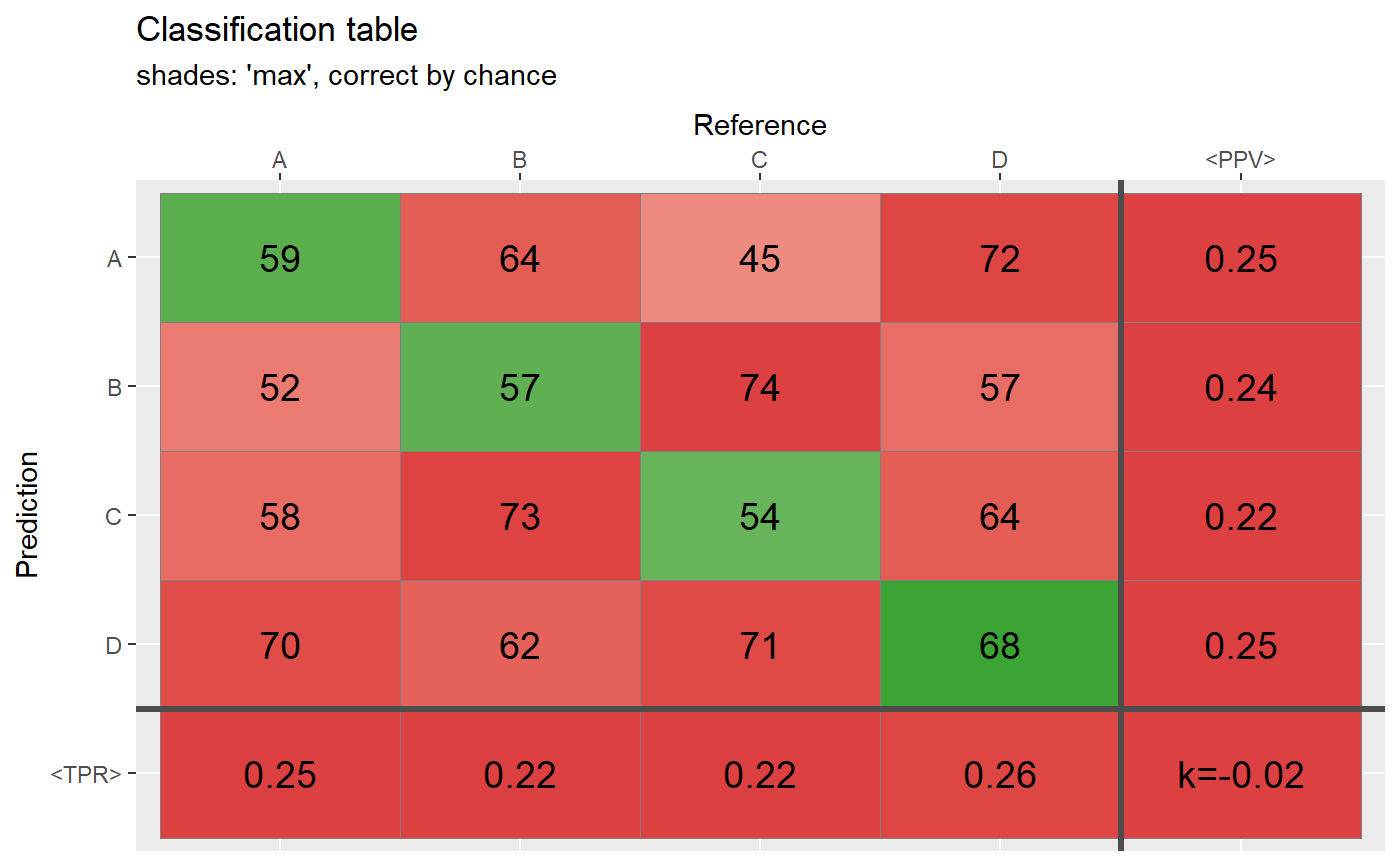 Classification table
shades: 'max', correct by chance
Reference
A B C D <PPV>
A 59 64 45 72 0.25
B 52 57 74 57 0.24
Prediction
C 58 73 54 64 0.22
D 70 62 71 68 0.25
<TPR> 0.25 0.22 0.22 0.26 k=-0.02